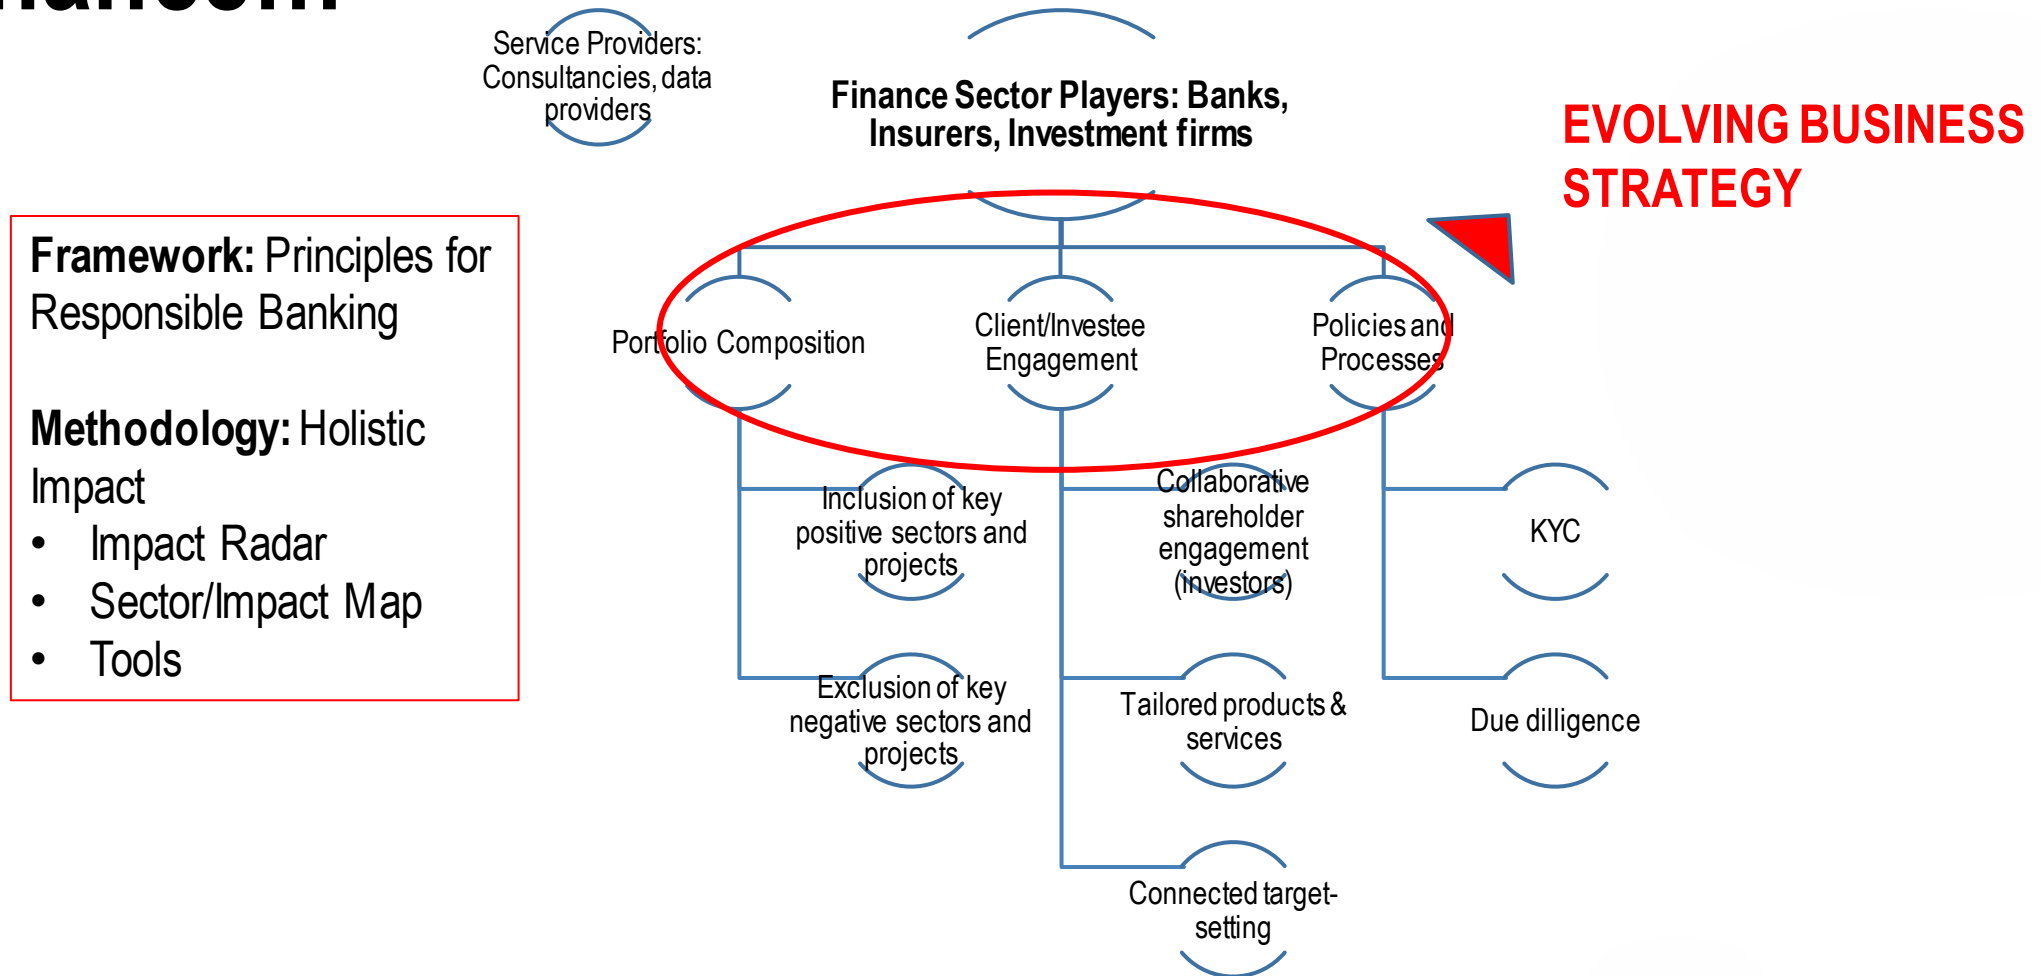 Service Providers:
Consultancies, data
providers
Finance Sector Players: Banks,
Insurers, Investment firms
EVOLVING BUSINESS
STRATEGY
Framework: Principles for
Responsible Banking
Methodology: Holistic
Impact
• Impact Radar
• Sector/Impact Map
• Tools
Portfolio Composition
Client/Investee
Engagement
Policies and
Processes
Inclusion of key
positive sectors and
projects
Collaborative
shareholder
engagement
(investors)
KYC
Exclusion of key
negative sectors and
projects
Tailored products &
services
Due dilligence
Connected target-
setting